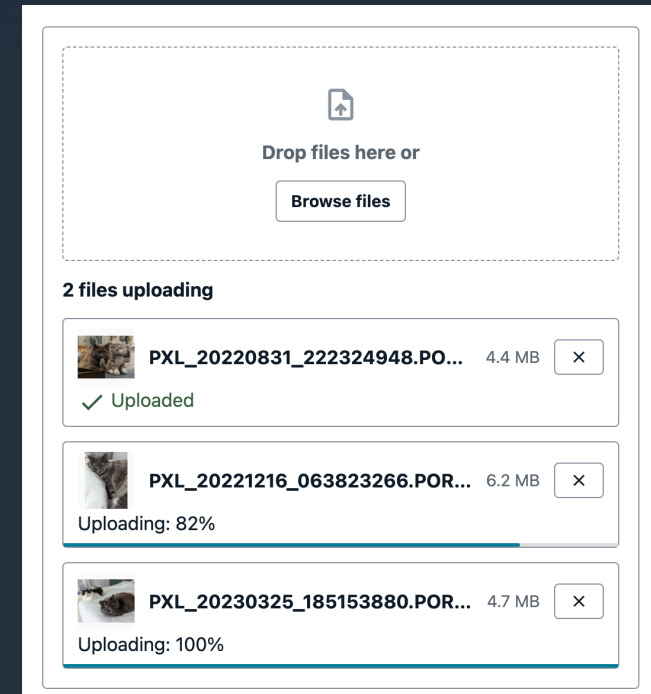 Drop files here or
Browse files
2 files uploading
PXL_20220831_222324948.PO... 4.4 MB
Uploaded
PXL_20221216_063823266.POR... 6.2 MB
Uploading: 82%
PXL_20230325_185153880.POR... 4.7 MB
Uploading: 100%